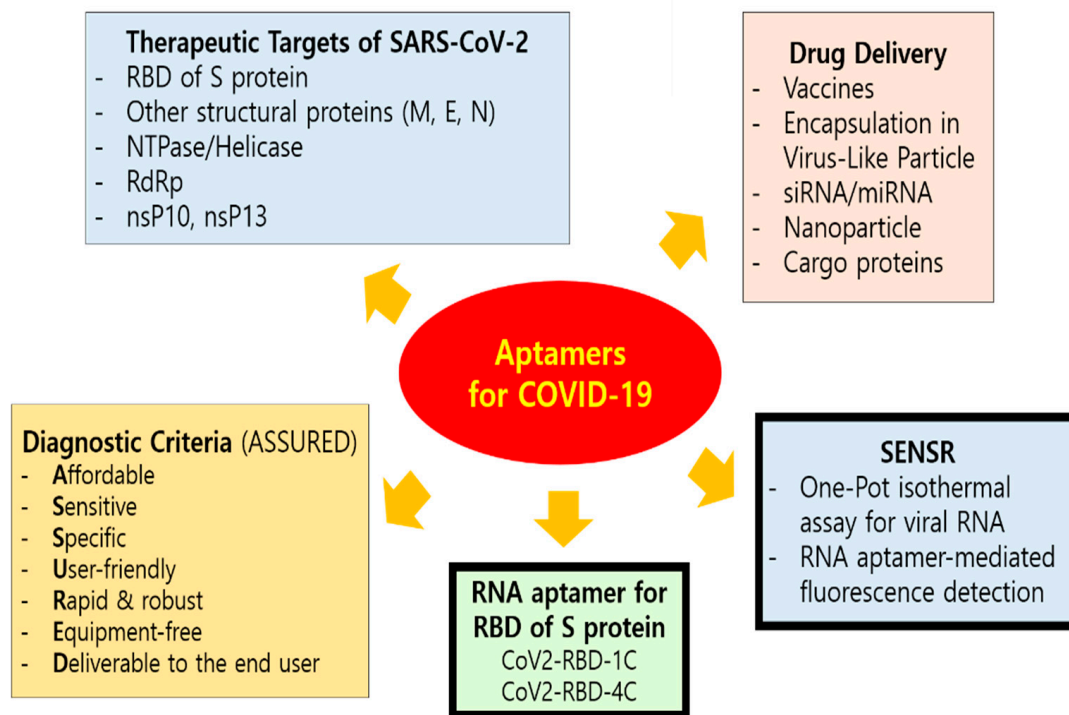 Therapeutic Targets of SARS-CoV-2
- RBD of S protein
- Other structural proteins (M, E, N)
- NTPase/Helicase
- RdRp
- nsP10, nsP13
Drug Delivery
- Vaccines
- Encapsulation in
Virus-Like Particle
- siRNA/miRNA
- Nanoparticle
- Cargo proteins
Aptamers
for COVID-19
Diagnostic Criteria (ASSURED)
- Affordable
- Sensitive
- Specific
- User-friendly
- Rapid & robust
- Equipment-free
- Deliverable to the end user
RNA aptamer for
RBD of S protein
CoV2-RBD-1C
CoV2-RBD-4C
SENSR
- One-Pot isothermal
assay for viral RNA
- RNA aptamer-mediated
fluorescence detection